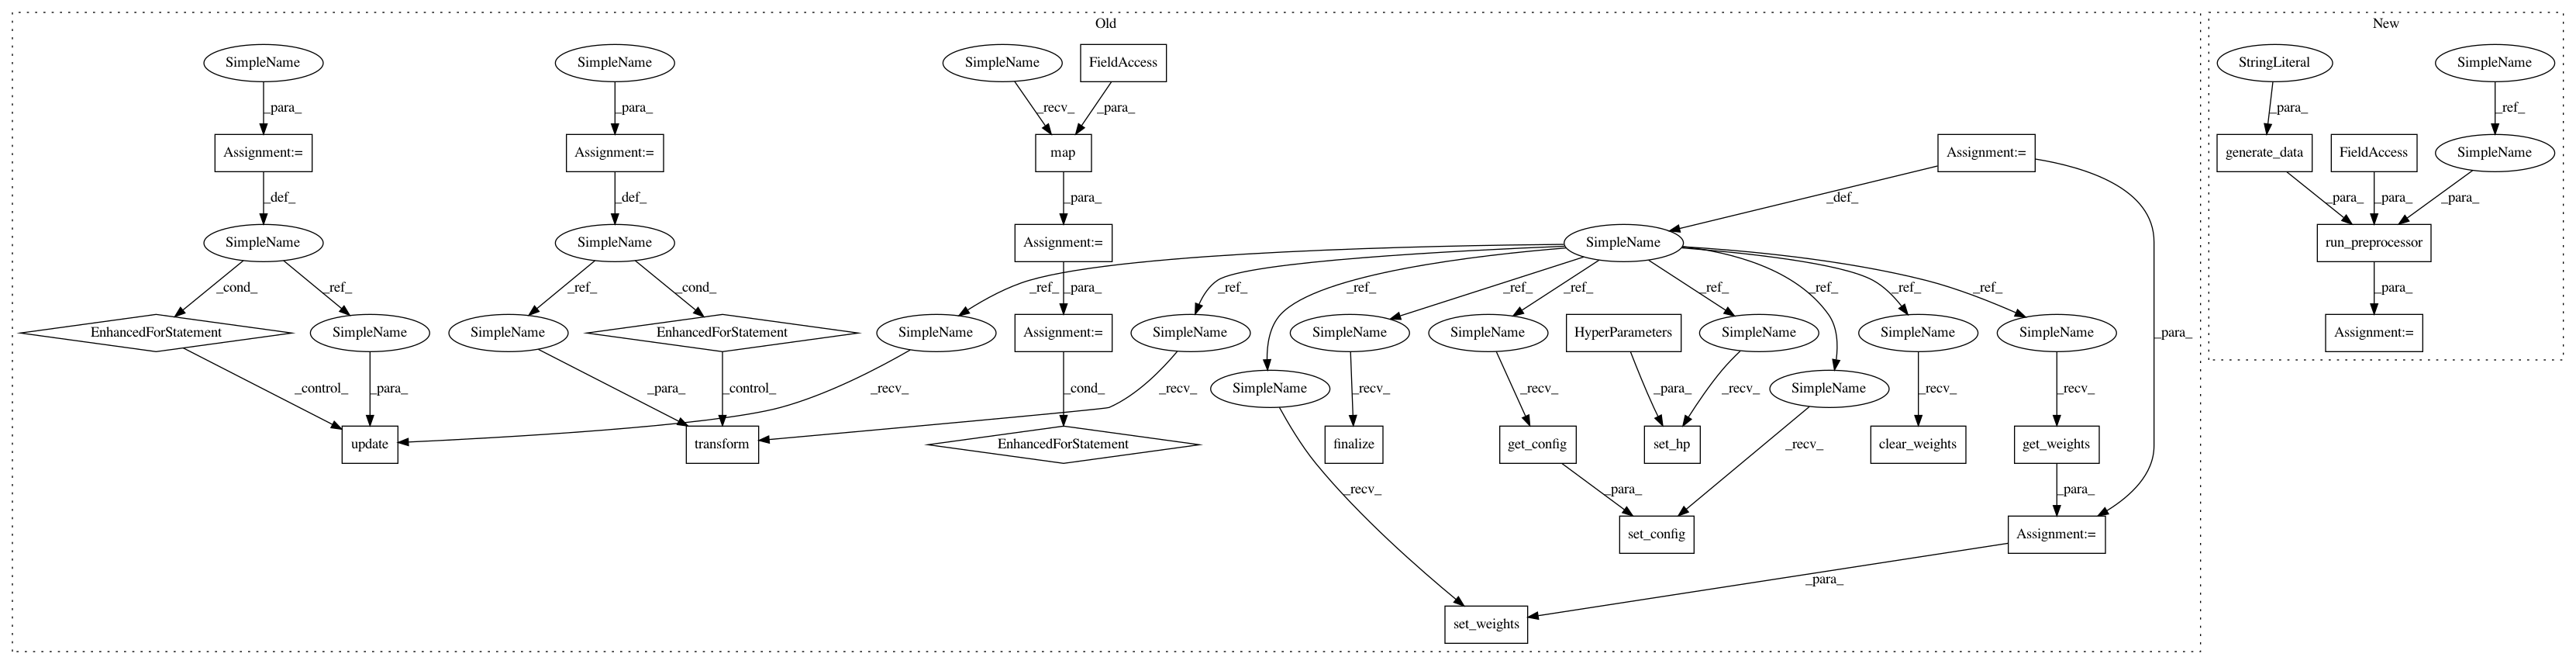 Old
New
SimpleName
SimpleName
SimpleName
FieldAccess
StringLiteral
SimpleName
_para_
_para_
_recv_
_para_
_para_
_ref_
Assignment:=
Assignment:=
map
Assignment:=
generate_data
FieldAccess
SimpleName
_def_
_def_
_para_
_def_
_para_
_para_
_para_
SimpleName
SimpleName
Assignment:=
SimpleName
run_preprocessor
_cond_
_ref_
_ref_
_cond_
_ref_
_para_
_ref_
_ref_
_ref_
_ref_
_ref_
_ref_
_ref_
_ref_
_para_
EnhancedForStatement
SimpleName
SimpleName
EnhancedForStatement
SimpleName
Assignment:=
SimpleName
SimpleName
SimpleName
HyperParameters
SimpleName
SimpleName
SimpleName
_para_
Assignment:=
_control_
_para_
_para_
_control_
_recv_
_cond_
_recv_
SimpleName
_recv_
_recv_
_para_
_recv_
SimpleName
_recv_
_recv_
update
transform
EnhancedForStatement
finalize
get_config
set_hp
clear_weights
get_weights
_recv_
_recv_
_para_
_para_
set_config
Assignment:=
_para_
set_weights